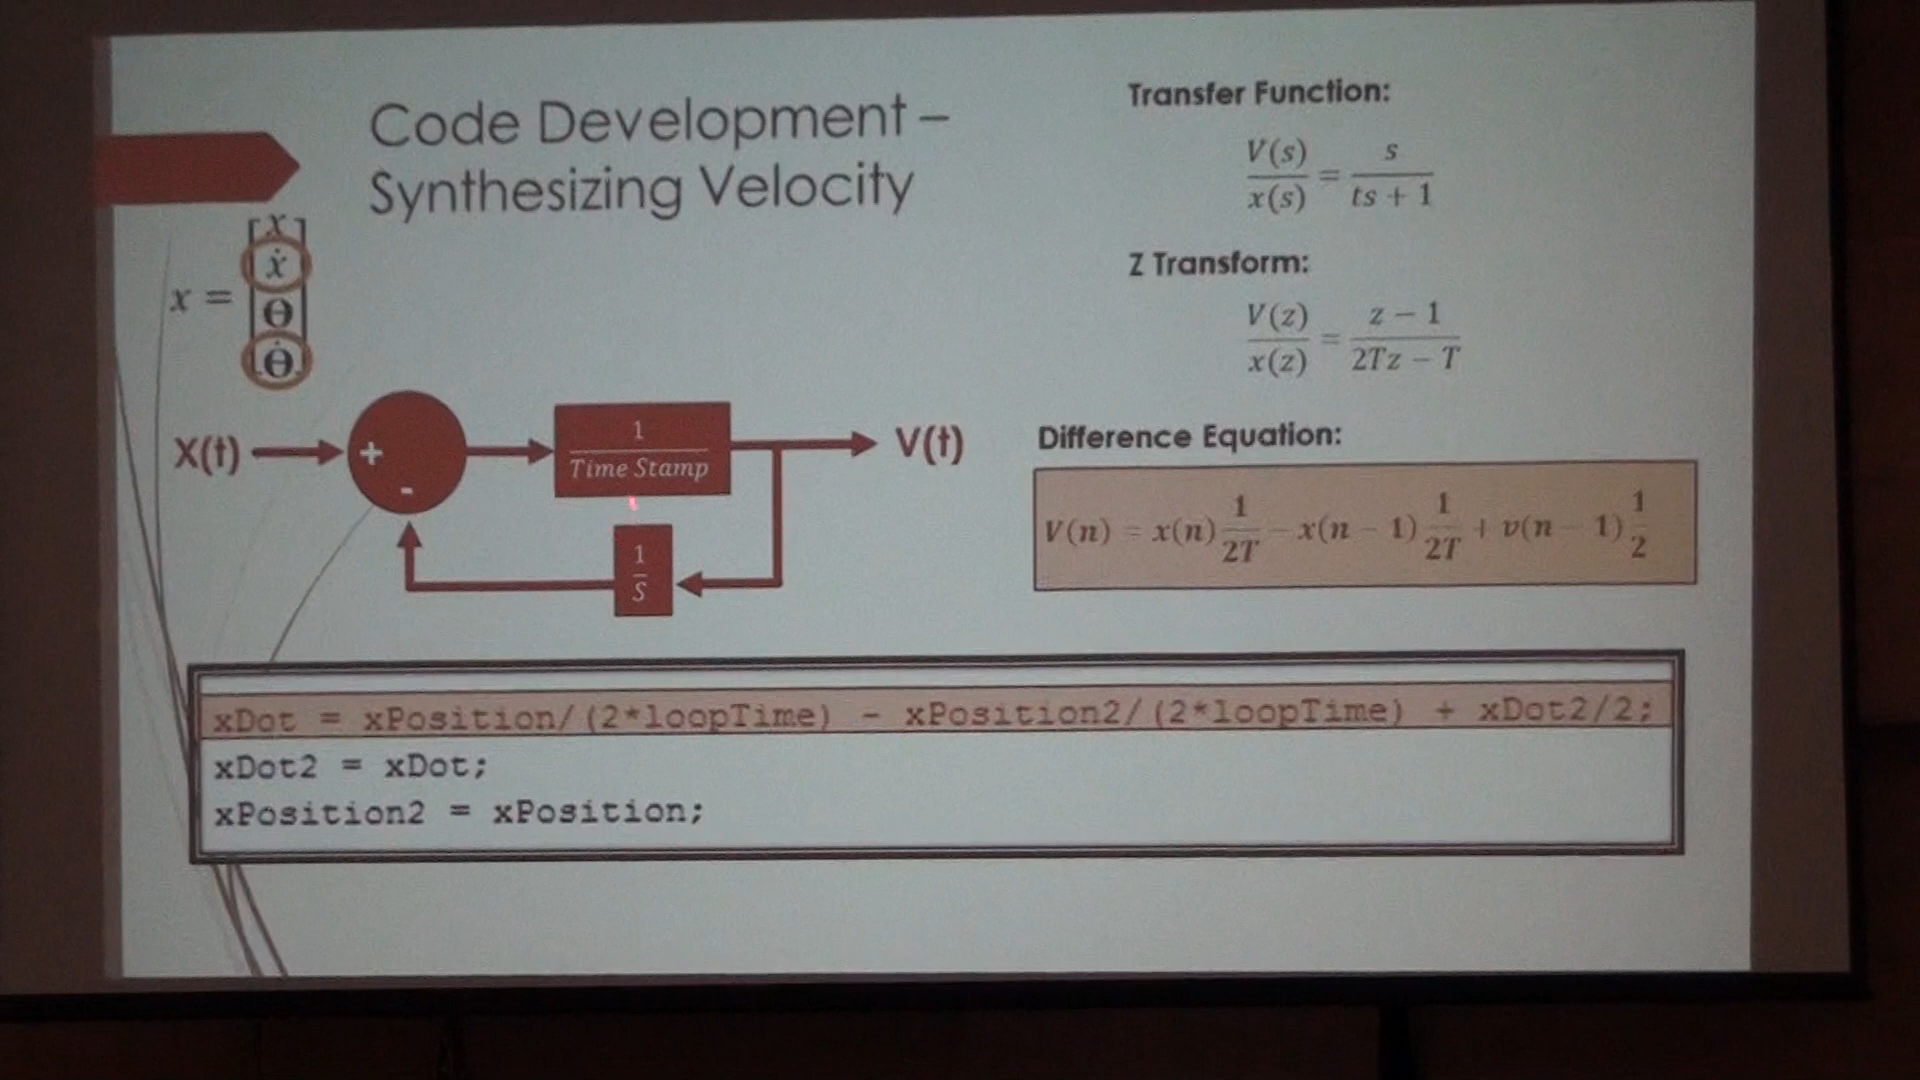 Code Development –
Synthesizing Velocity
x = [X ẋ Θ Θ̇]
X(t)
+
-
1
Time Stamp
V(t)
1
S
Transfer Function:
V(s)/x(s) = s/(ts + 1)
Z Transform:
V(z)/x(z) = (z − 1)/(2Tz − T)
Difference Equation:
V(n) = x(n) 1/2T − x(n − 1) 1/2T + v(n − 1) 1/2
xDot = xPosition/(2*loopTime) - xPosition2/(2*loopTime) + xDot2/2;
xDot2 = xDot;
xPosition2 = xPosition;